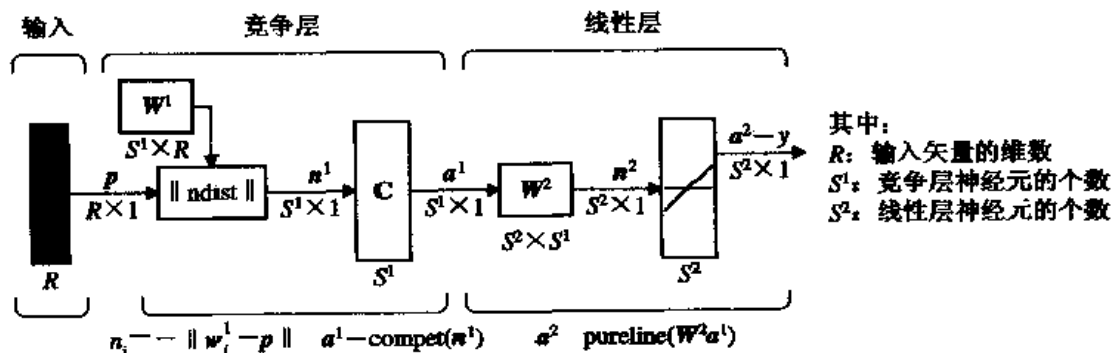 输入 竞争层 线性层
W¹
S¹×R
p
R×1
‖ndist‖
n¹
S¹×1
C
S¹
a¹
S¹×1
W²
S²×S¹
n²
S²×1
S²
a²—y
S²×1
R
其中：
R：输入矢量的维数
S¹：竞争层神经元的个数
S²：线性层神经元的个数
nᵢ — — ‖wᵢ¹—p‖ a¹—compet(n¹) a² pureline(W²a¹)